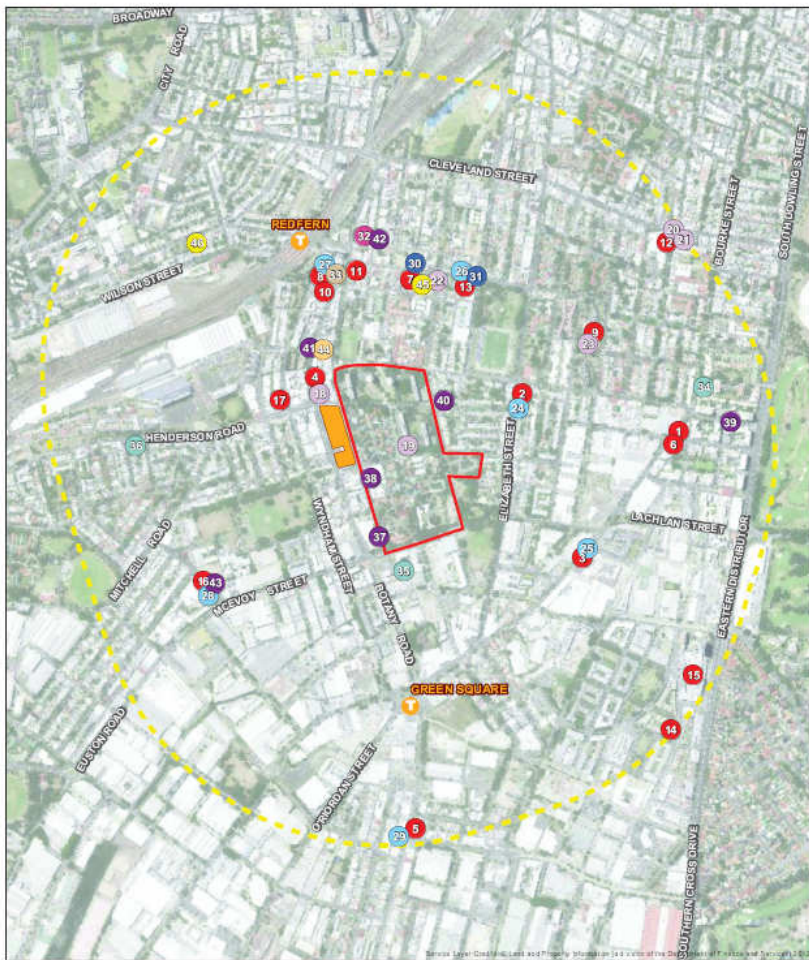 BROADWAY
CITY ROAD
SOUTH DOWLING STREET
CLEVELAND STREET
BOURKE STREET
20
21
REDFERN
32
42
12
46
T
WILSON STREET
27
30
26
8
33
11
7
45
22
31
10
13
9
23
41
44
4
34
17
18
2
40
24
39
1
HENDERSON ROAD
36
19
6
ELIZABETH STREET
38
LACHLAN STREET
WYNDHAM STREET
37
25
3
EASTERN DISTRIBUTOR
MITCHELL ROAD
35
16
43
28
MCEVOY STREET
BOTANY ROAD
15
GREEN SQUARE
T
14
EUSTON ROAD
O'RIORDAN STREET
5
29
SOUTHERN CROSS DRIVE